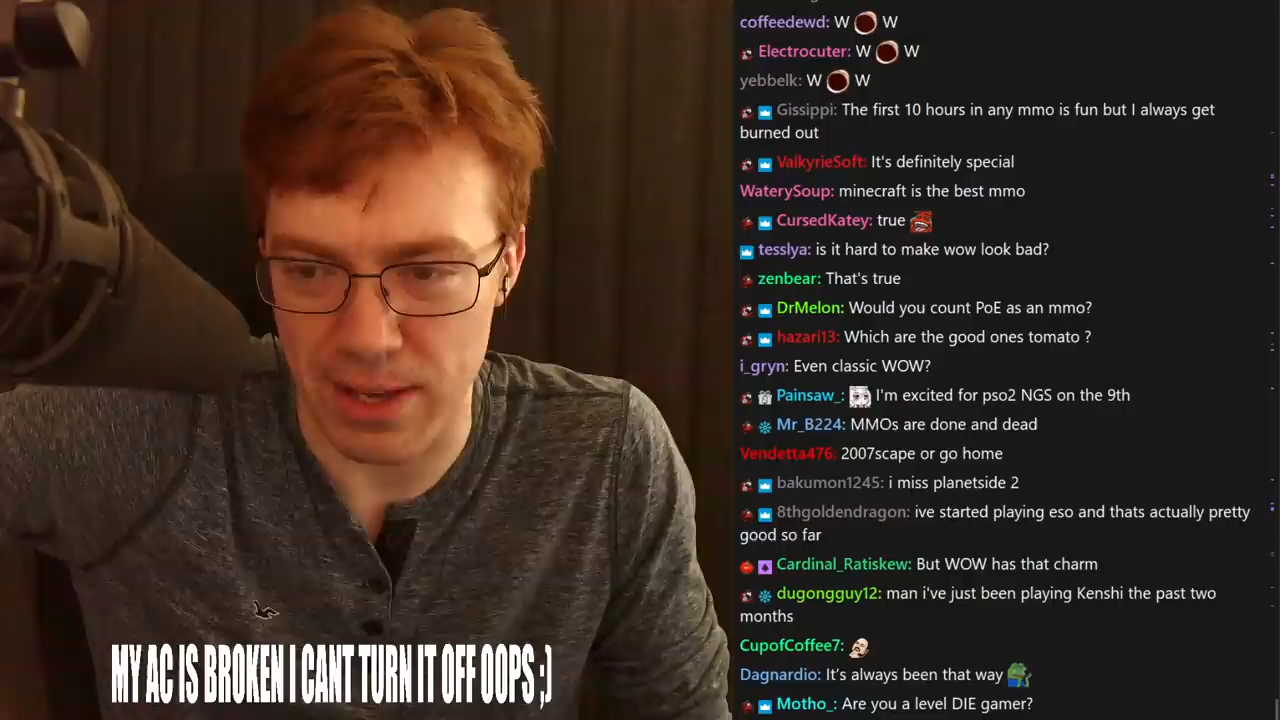 coffeedewd: W W
Electrocuter: W W
yebbelk: W W
Gissippi: The first 10 hours in any mmo is fun but I always get
burned out
ValkyrieSoft: It's definitely special
WaterySoup: minecraft is the best mmo
CursedKatey: true
tesslya: is it hard to make wow look bad?
zenbear: That's true
DrMelon: Would you count PoE as an mmo?
hazari13: Which are the good ones tomato ?
i_gryn: Even classic WOW?
Painsaw_: I'm excited for pso2 NGS on the 9th
Mr_B224: MMOs are done and dead
Vendetta476: 2007scape or go home
bakumon1245: i miss planetside 2
8thgoldendragon: ive started playing eso and thats actually pretty
good so far
Cardinal_Ratiskew: But WOW has that charm
dugongguy12: man i've just been playing Kenshi the past two
months
CupofCoffee7:
Dagnardio: It's always been that way
Motho_: Are you a level DIE gamer?
MY AC IS BROKEN I CANT TURN IT OFF OOPS ;)